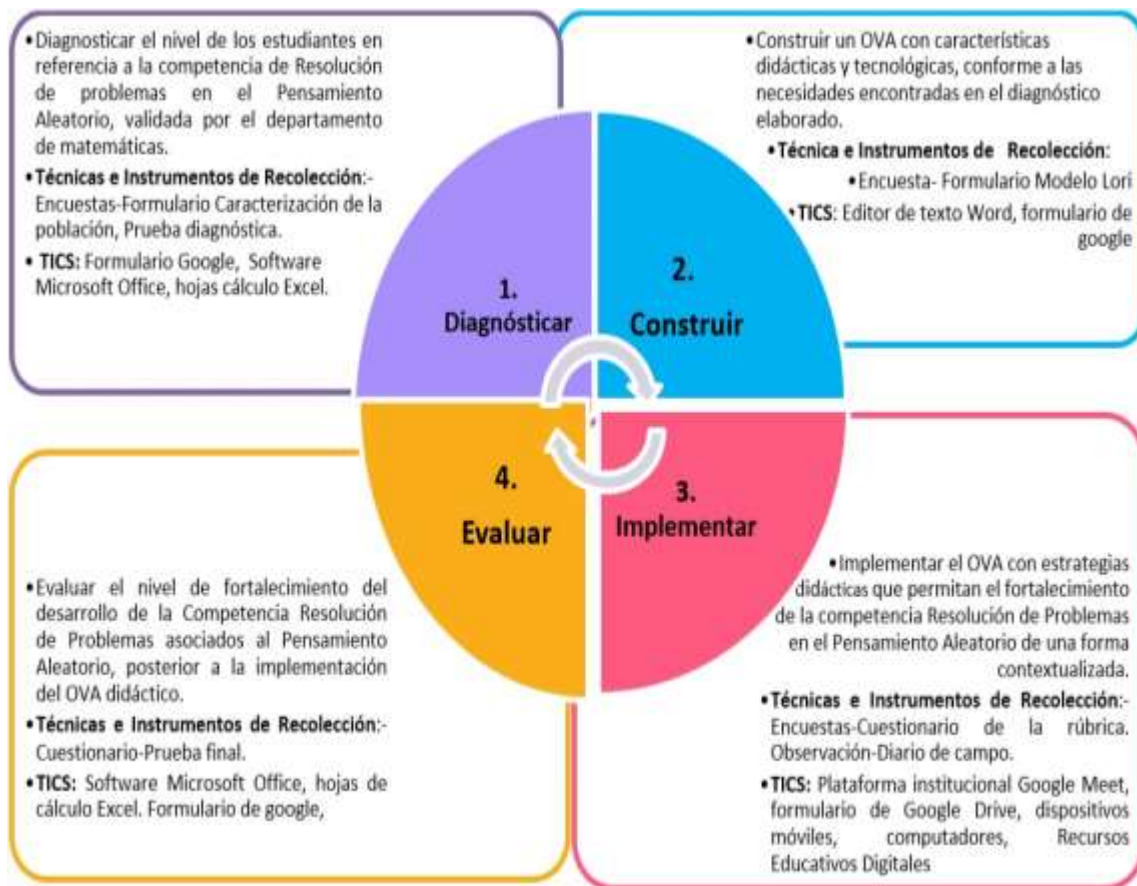 •Diagnosticar el nivel de los estudiantes en
referencia a la competencia de Resolución
de problemas en el Pensamiento
Aleatorio, validada por el departamento
de matemáticas.
•Técnicas e Instrumentos de Recolección:-
Encuestas-Formulario Caracterización de la
población, Prueba diagnóstica.
• TICS: Formulario Google, Software
Microsoft Office, hojas cálculo Excel.
1.
Diagnósticar
•Construir un OVA con características
didácticas y tecnológicas, conforme a las
necesidades encontradas en el diagnóstico
elaborado.
•Técnica e Instrumentos de Recolección:
•Encuesta- Formulario Modelo Lori
•TICS: Editor de texto Word, formulario de
google
2.
Construir
3.
Implementar
•Implementar el OVA con estrategias
didácticas que permitan el fortalecimiento
de la competencia Resolución de Problemas
en el Pensamiento Aleatorio de una forma
contextualizada.
•Técnicas e Instrumentos de Recolección:-
Encuestas-Cuestionario de la rúbrica.
Observación-Diario de campo.
•TICS: Plataforma institucional Google Meet,
formulario de Google Drive, dispositivos
móviles, computadores, Recursos
Educativos Digitales
4.
Evaluar
•Evaluar el nivel de fortalecimiento del
desarrollo de la Competencia Resolución
de Problemas asociados al Pensamiento
Aleatorio, posterior a la implementación
del OVA didáctico.
•Técnicas e Instrumentos de Recolección:-
Cuestionario-Prueba final.
•TICS: Software Microsoft Office, hojas de
cálculo Excel. Formulario de google,